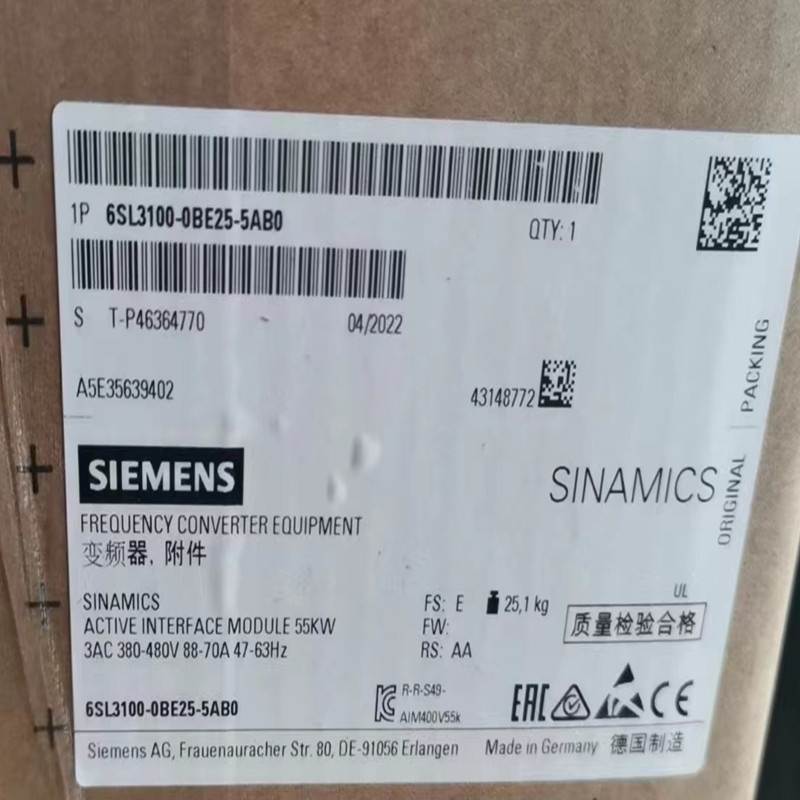 1P 6SL3100-0BE25-5AB0
QTY: 1
S T-P46364770 04/2022
A5E35639402
43148772
ORIGINAL PACKING
SIEMENS
SINAMICS
FREQUENCY CONVERTER EQUIPMENT
变频器, 附件
SINAMICS
ACTIVE INTERFACE MODULE 55KW
3AC 380-480V 88-70A 47-63Hz
FS: E 25,1 kg
FW:
RS: AA
UL
质量检验合格
6SL3100-0BE25-5AB0
R-R-S49-
AIM400V55k
EAC
CE
Siemens AG, Frauenauracher Str. 80, DE-91056 Erlangen
Made in Germany 德国制造